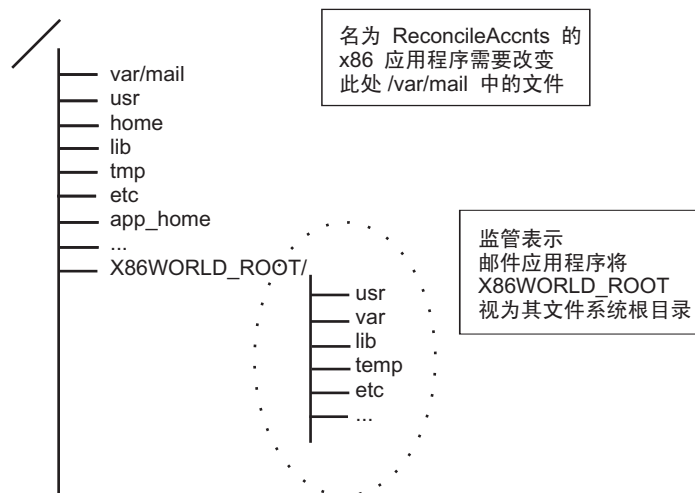 名为 ReconcileAccnts 的
x86 应用程序需要改变
此处 /var/mail 中的文件
var/mail
usr
home
lib
tmp
etc
app_home
...
X86WORLD_ROOT/
监管表示
邮件应用程序将
X86WORLD_ROOT
视为其文件系统根目录
usr
var
lib
temp
etc
...